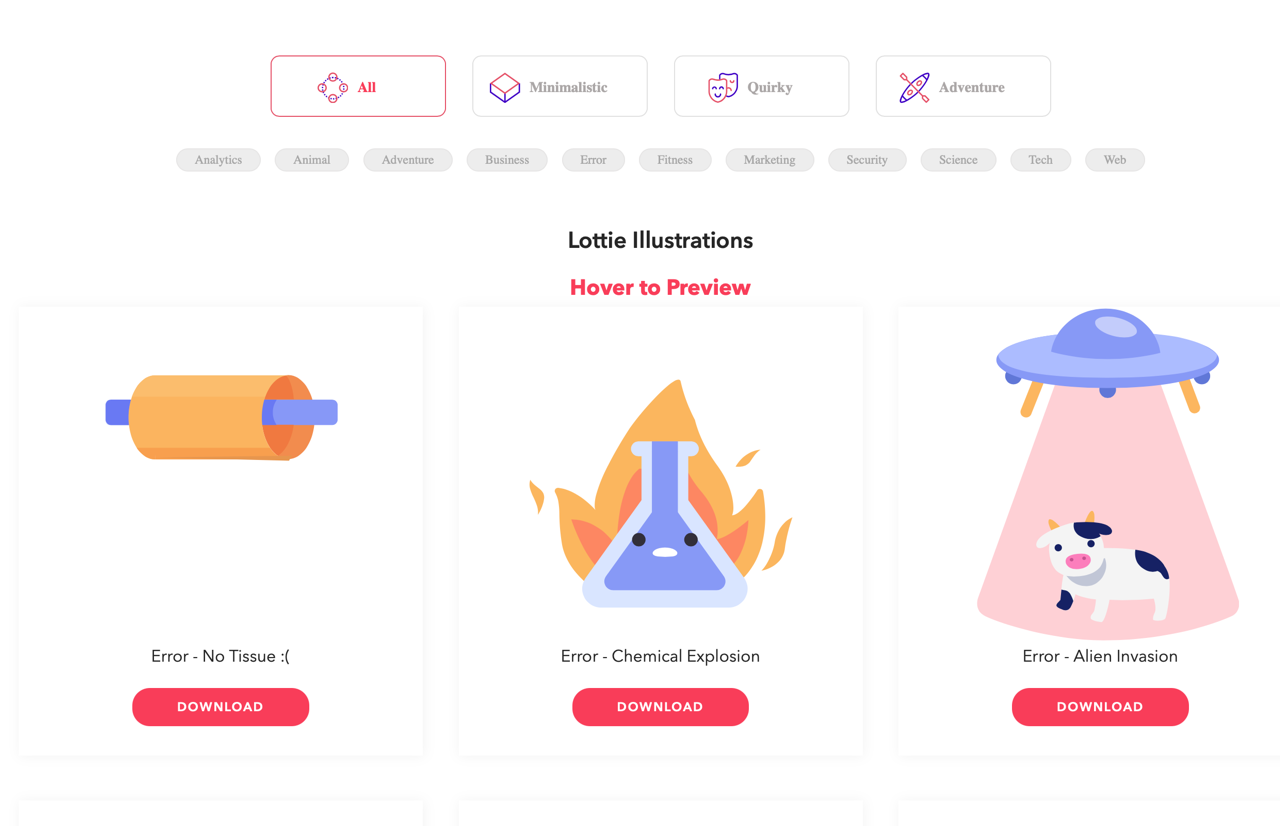 All Minimalistic Quirky Adventure
Analytics Animal Adventure Business Error Fitness Marketing Security Science Tech Web
Lottie Illustrations
Hover to Preview
Error - No Tissue :( Error - Chemical Explosion Error - Alien Invasion
DOWNLOAD DOWNLOAD DOWNLOAD